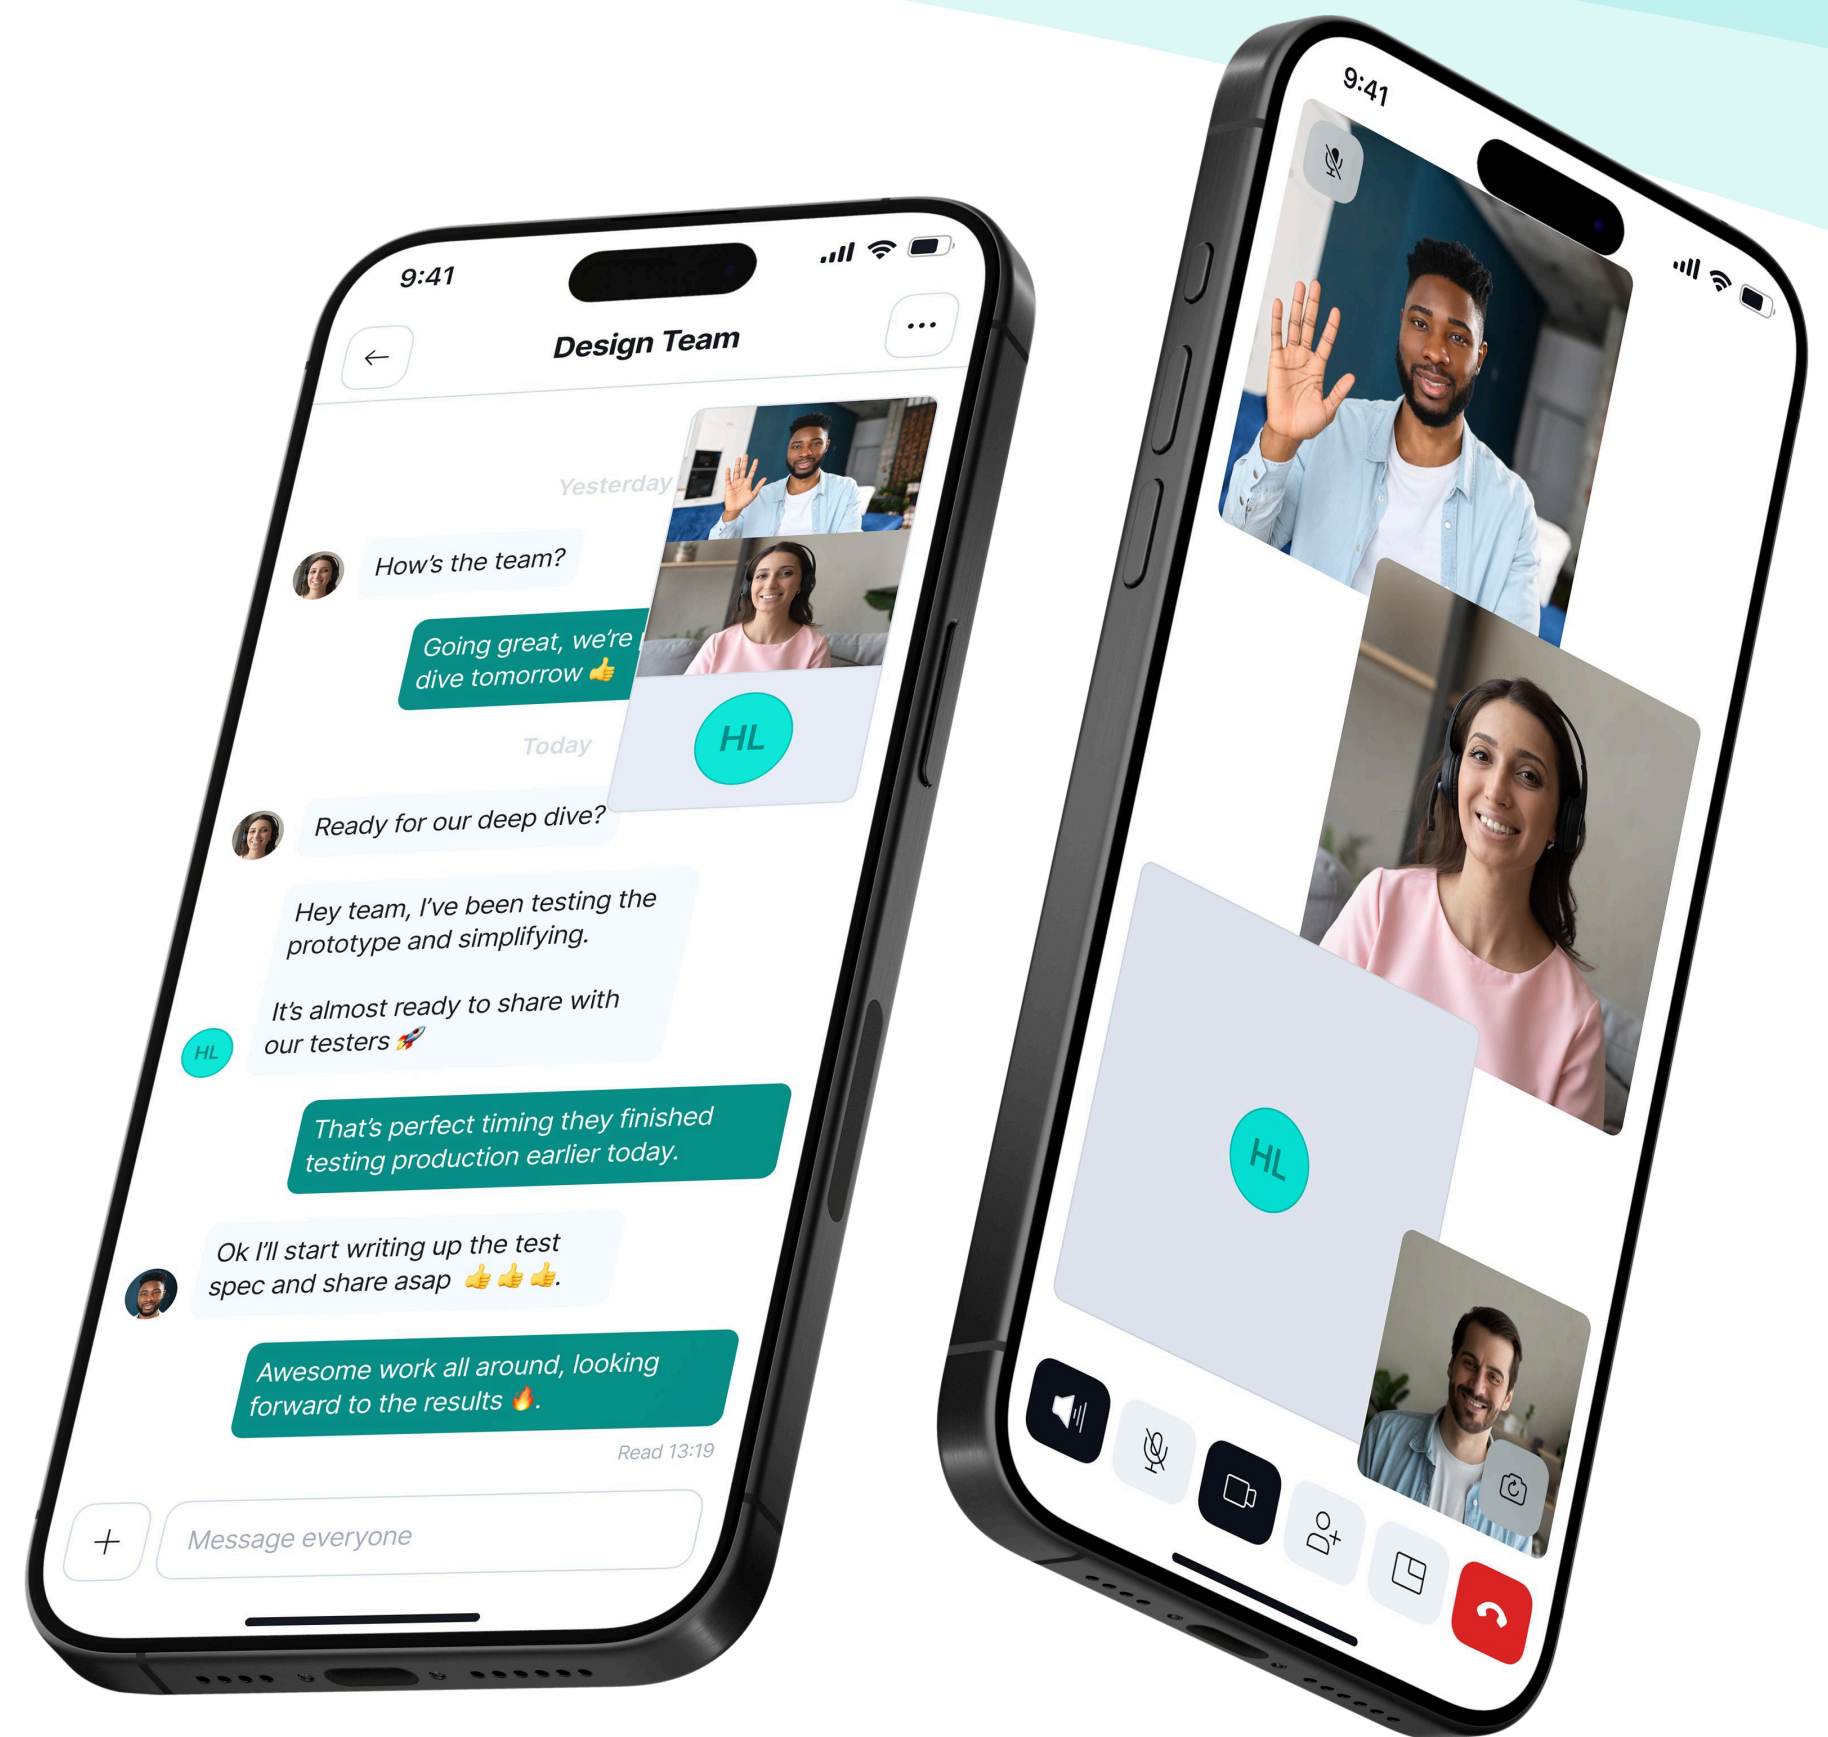 9:41
Design Team
Yesterday
How's the team?
Going great, we're
dive tomorrow 👍
HL
Today
Ready for our deep dive?
Hey team, I've been testing the
prototype and simplifying.
It's almost ready to share with
our testers 🚀
HL
That's perfect timing they finished
testing production earlier today.
Ok I'll start writing up the test
spec and share asap 👍👍👍.
Awesome work all around, looking
forward to the results 🔥.
Read 13:19
Message everyone
9:41
HL